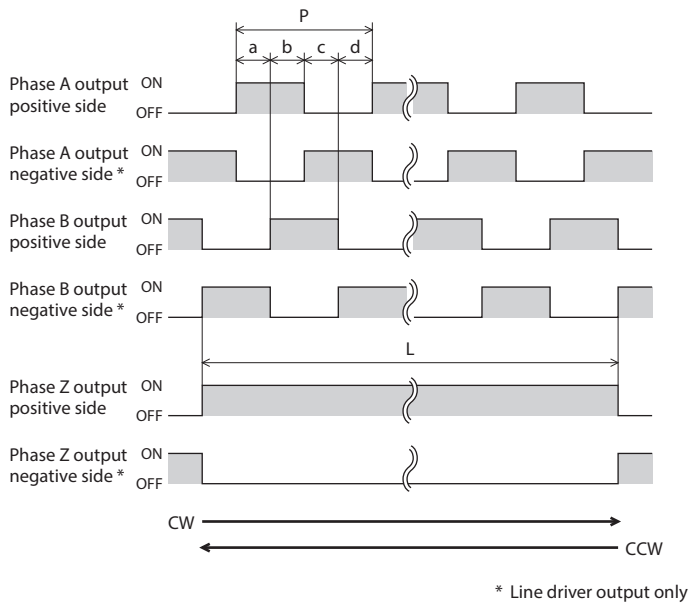 P
a b c d
Phase A output positive side ON
OFF
Phase A output negative side * ON
OFF
Phase B output positive side ON
OFF
Phase B output negative side * ON
OFF
L
Phase Z output positive side ON
OFF
Phase Z output negative side * ON
OFF
CW
CCW
* Line driver output only